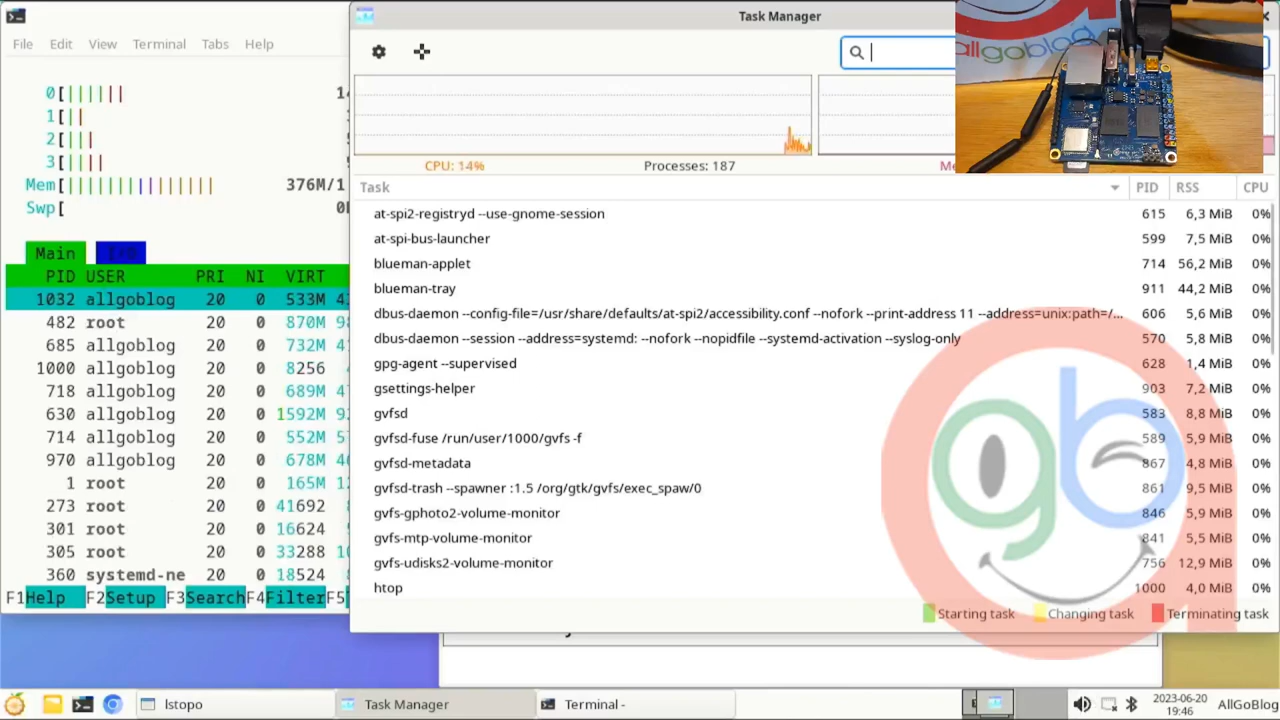 Task Manager
File Edit View Terminal Tabs Help
allgoblog
0[
1[
2[
3[
Mem[ 376M/1
Swp[
CPU: 14% Processes: 187
Task PID RSS CPU
at-spi2-registryd --use-gnome-session 615 6,3 MiB 0%
at-spi-bus-launcher 599 7,5 MiB 0%
blueman-applet 714 56,2 MiB 0%
blueman-tray 911 44,2 MiB 0%
dbus-daemon --config-file=/usr/share/defaults/at-spi2/accessibility.conf --nofork --print-address 11 --address=unix:path=/... 606 5,6 MiB 0%
dbus-daemon --session --address=systemd: --nofork --nopidfile --systemd-activation --syslog-only 570 5,8 MiB 0%
gpg-agent --supervised 628 1,4 MiB 0%
gsettings-helper 903 7,2 MiB 0%
gvfsd 583 8,8 MiB 0%
gvfsd-fuse /run/user/1000/gvfs -f 589 5,9 MiB 0%
gvfsd-metadata 867 4,8 MiB 0%
gvfsd-trash --spawner :1.5 /org/gtk/gvfs/exec_spaw/0 861 9,5 MiB 0%
gvfs-gphoto2-volume-monitor 846 5,9 MiB 0%
gvfs-mtp-volume-monitor 841 5,5 MiB 0%
gvfs-udisks2-volume-monitor 756 12,9 MiB 0%
htop 1000 4,0 MiB 0%
Starting task Changing task Terminating task
Main
PID USER PRI NI VIRT
1032 allgoblog 20 0 533M
482 root 20 0 870M
685 allgoblog 20 0 732M
1000 allgoblog 20 0 8256
718 allgoblog 20 0 689M
630 allgoblog 20 0 1592M
714 allgoblog 20 0 552M
970 allgoblog 20 0 678M
1 root 20 0 165M
273 root 20 0 41692
301 root 20 0 16624
305 root 20 0 33288
360 systemd-ne 20 0 18524
F1Help F2Setup F3SearchF4FilterF5
gb
lstopo Task Manager Terminal - 2023-06-20 AllGoBlog
19:46